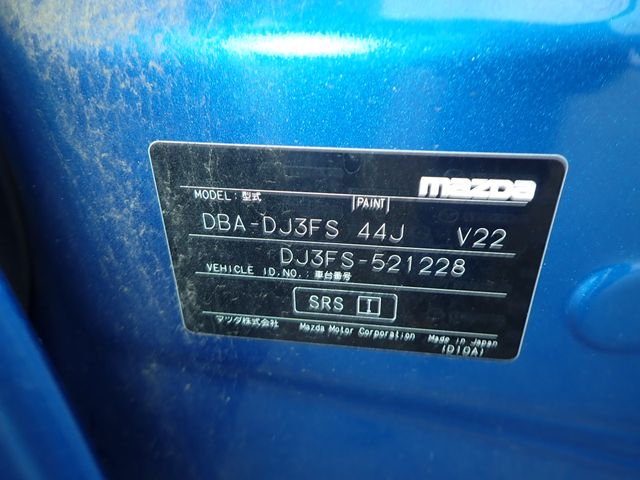 mazda
MODEL:型式 PAINT
DBA-DJ3FS 44J V22
DJ3FS-521228
VEHICLE ID.NO.:車台番号
SRS I
マツダ株式会社 Mazda Motor Corporation Made in Japan
(D10A)